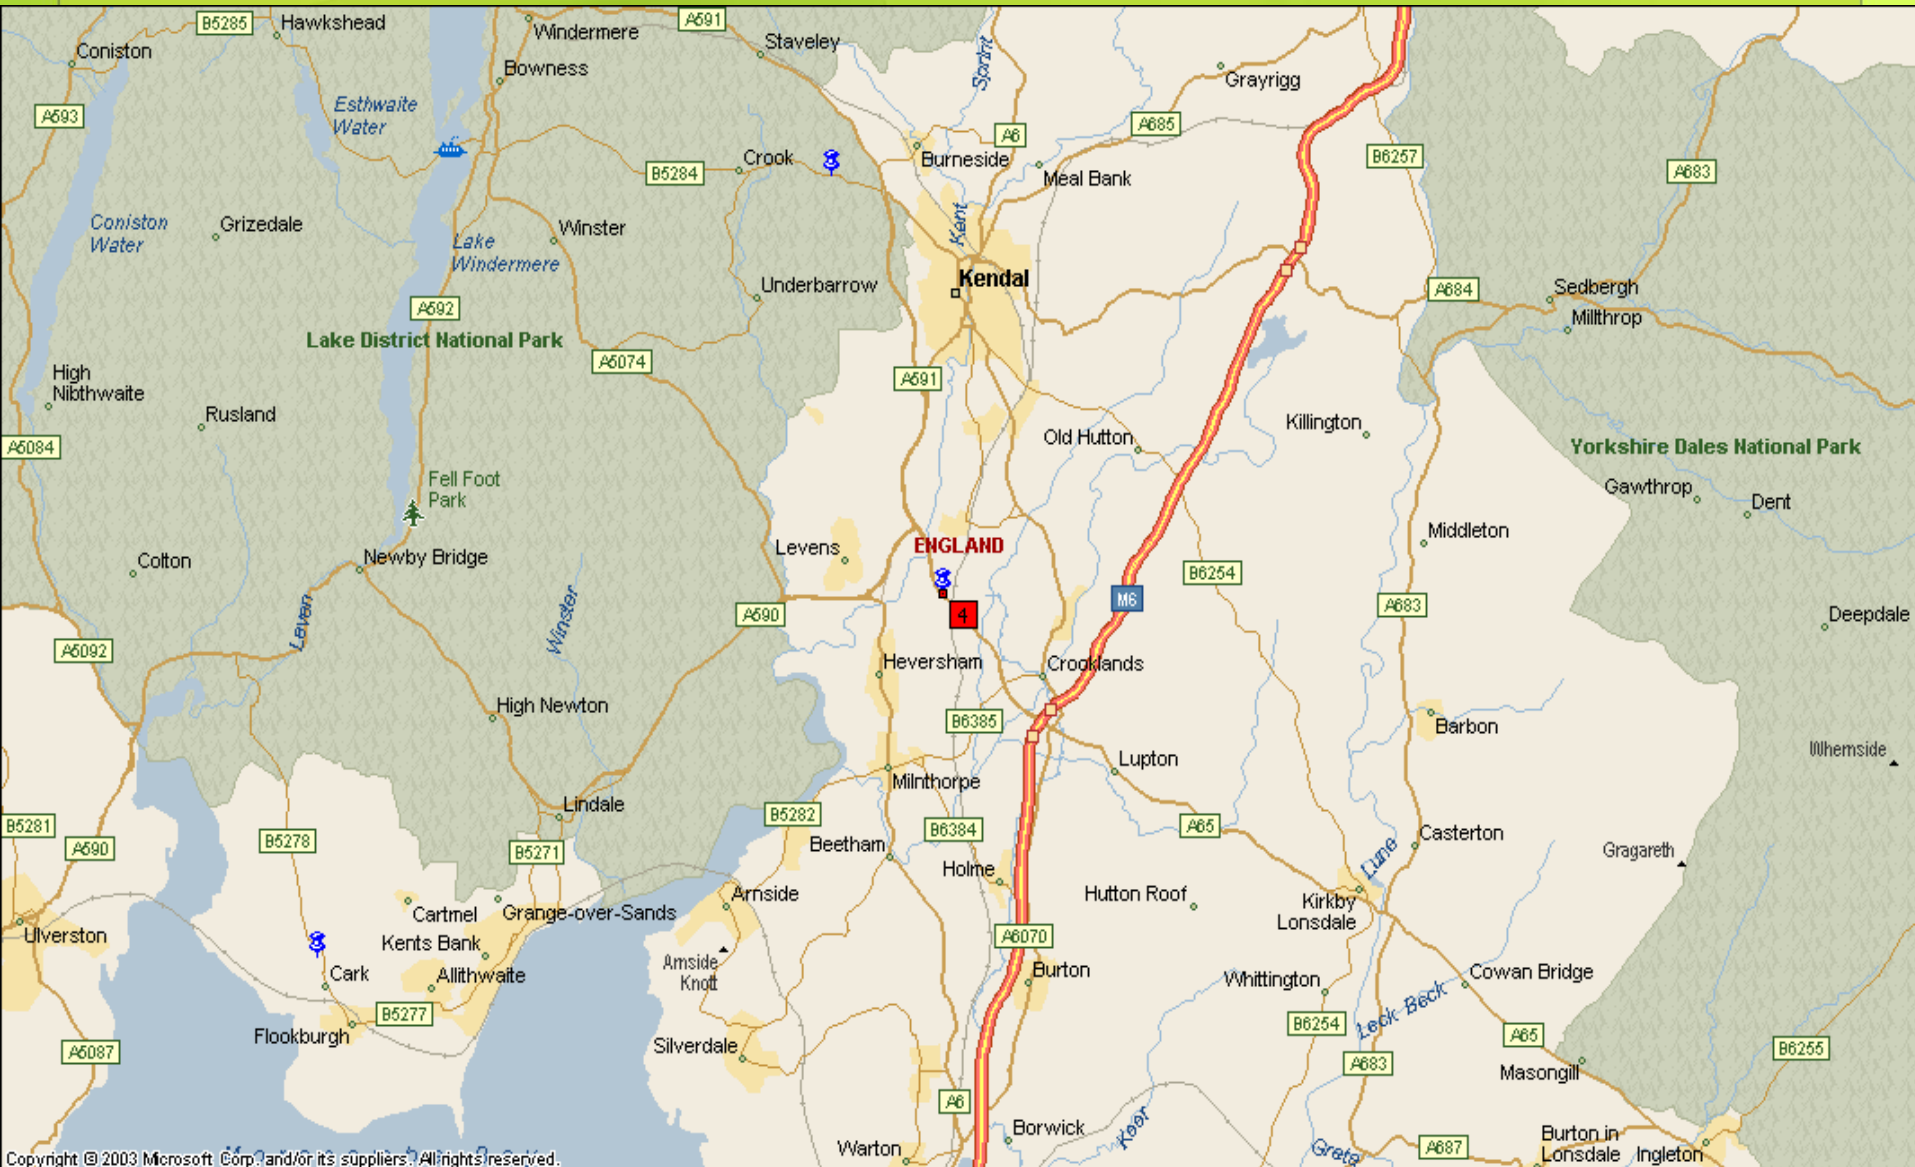 B5285
Hawkshead
A591
Coniston
Windermere
Staveley
Sprint
Bowness
Grayrigg
A593
Esthwaite
Water
A6
A685
Crook
Burneside
B6257
B5284
Meal Bank
A683
Coniston
Water
Grizedale
Winster
Kent
Lake
Windermere
Kendal
Underbarrow
A684
Sedbergh
A592
Millthrop
Lake District National Park
A5074
High
Nibthwaite
A591
Rusland
Killington
A5084
Old Hutton
Yorkshire Dales National Park
Fell Foot
Park
Gawthrop
Dent
Middleton
Levens
ENGLAND
Newby Bridge
Colton
B6254
M6
A683
A590
4
Deepdale
Leven
Winster
A5092
Heversham
Crooklands
High Newton
B6385
Barbon
Whernside
Lupton
Milnthorpe
Lindale
B5282
B5281
A590
B5278
B5271
B6384
A65
Casterton
Beetham
Lune
Gragareth
Holme
Arnside
Hutton Roof
Kirkby
Lonsdale
Cartmel
Grange-over-Sands
Ulverston
Kents Bank
A6070
Arnside
Knott
Cark
Allithwaite
Burton
Whittington
Cowan Bridge
Leck Beck
B5277
B6254
Flookburgh
A65
A5087
Silverdale
A683
B6255
Masongill
A6
Borwick
Keer
Warton
Greta
A687
Burton in
Lonsdale
Ingleton
Copyright © 2003 Microsoft Corp. and/or its suppliers. All rights reserved.